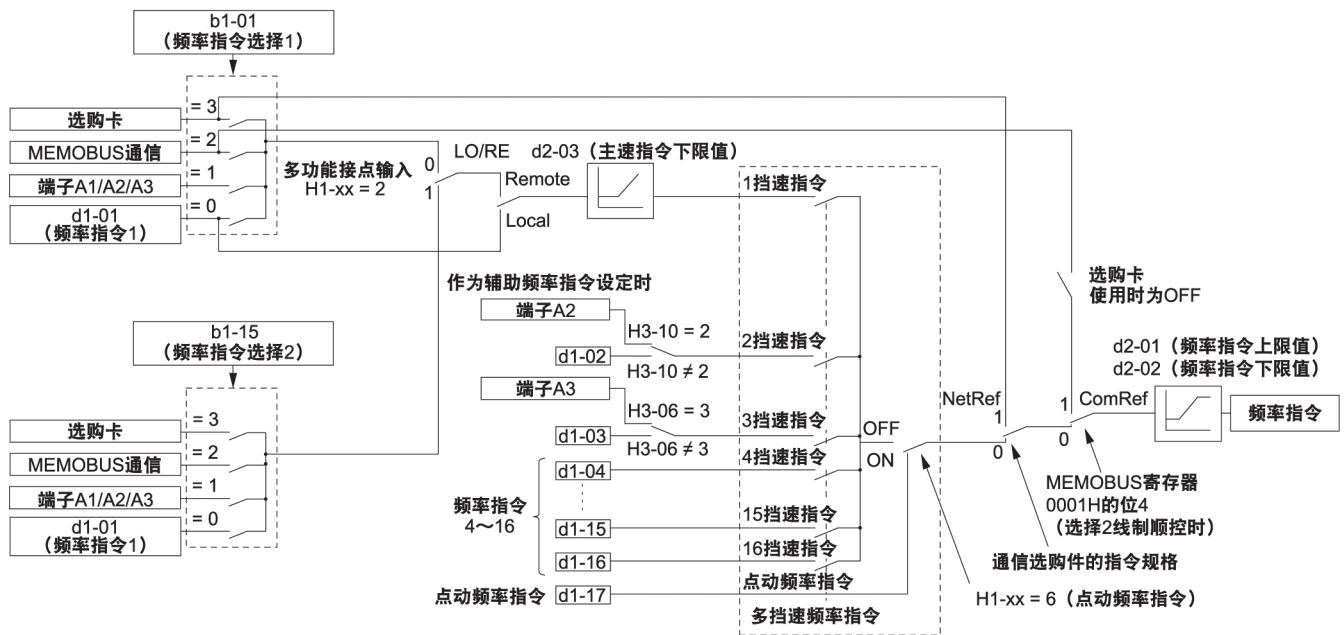 b1-01
（频率指令选择1）
选购卡
= 3
MEMOBUS通信
= 2
端子A1/A2/A3
= 1
d1-01
（频率指令1）
= 0
多功能接点输入
H1-xx = 2
0
1
LO/RE
Remote
Local
d2-03（主速指令下限值）
1挡速指令
作为辅助频率指令设定时
端子A2
H3-10 = 2
d1-02
H3-10 ≠ 2
2挡速指令
端子A3
H3-06 = 3
d1-03
H3-06 ≠ 3
3挡速指令
d1-04
4挡速指令
频率指令
4～16
d1-15
15挡速指令
d1-16
16挡速指令
点动频率指令
d1-17
点动频率指令
多挡速频率指令
b1-15
（频率指令选择2）
选购卡
= 3
MEMOBUS通信
= 2
端子A1/A2/A3
= 1
d1-01
（频率指令1）
= 0
OFF
ON
NetRef
1
0
选购卡
使用时为OFF
1
0
ComRef
d2-01（频率指令上限值）
d2-02（频率指令下限值）
频率指令
MEMOBUS寄存器
0001H的位4
（选择2线制顺控时）
通信选购件的指令规格
H1-xx = 6（点动频率指令）